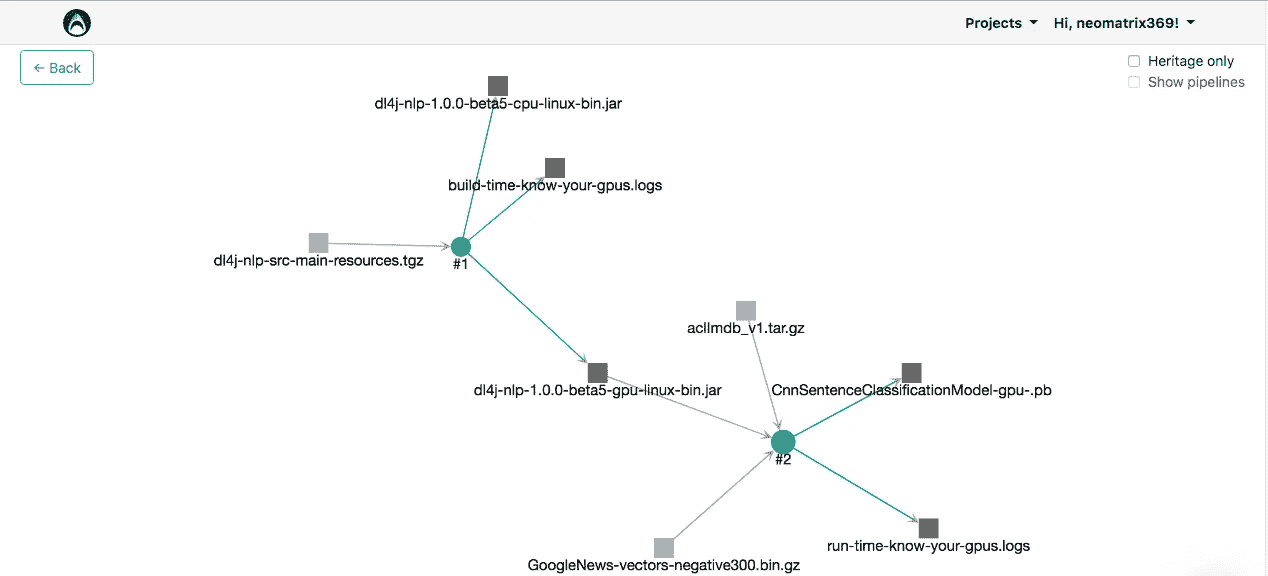 Projects
Hi, neomatrix369!
← Back
Heritage only
Show pipelines
dl4j-nlp-1.0.0-beta5-cpu-linux-bin.jar
build-time-know-your-gpus.logs
dl4j-nlp-src-main-resources.tgz
#1
aclImdb_v1.tar.gz
dl4j-nlp-1.0.0-beta5-gpu-linux-bin.jar
CnnSentenceClassificationModel-gpu-.pb
#2
run-time-know-your-gpus.logs
GoogleNews-vectors-negative300.bin.gz